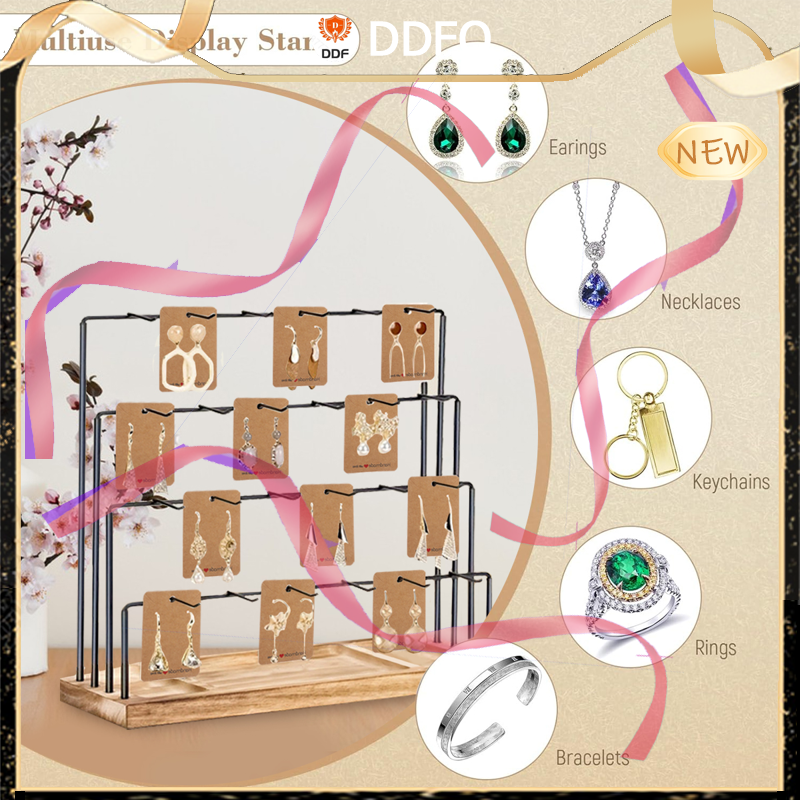 Multiuse Display Stan
DDF
DDFO
Earings
NEW
Necklaces
Keychains
Rings
Bracelets